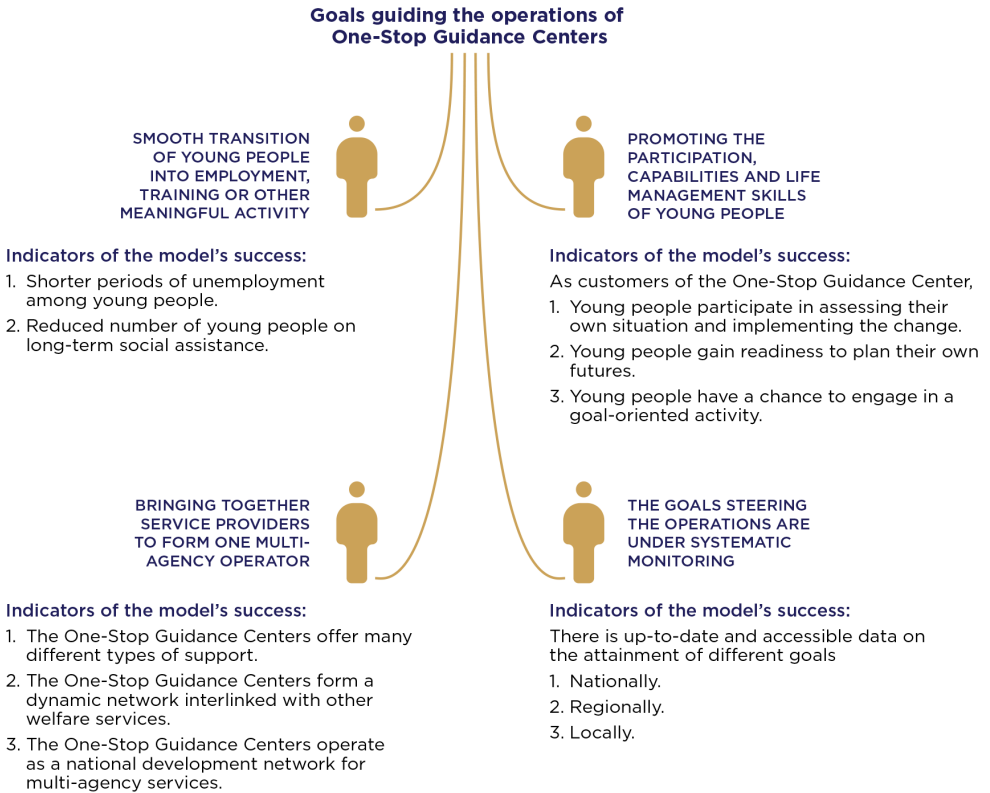 Goals guiding the operations of
One-Stop Guidance Centers
SMOOTH TRANSITION
OF YOUNG PEOPLE
INTO EMPLOYMENT,
TRAINING OR OTHER
MEANINGFUL ACTIVITY
Indicators of the model’s success:
1. Shorter periods of unemployment
among young people.
2. Reduced number of young people on
long-term social assistance.
PROMOTING THE
PARTICIPATION,
CAPABILITIES AND LIFE
MANAGEMENT SKILLS
OF YOUNG PEOPLE
Indicators of the model’s success:
As customers of the One-Stop Guidance Center,
1. Young people participate in assessing their
own situation and implementing the change.
2. Young people gain readiness to plan their own
futures.
3. Young people have a chance to engage in a
goal-oriented activity.
BRINGING TOGETHER
SERVICE PROVIDERS
TO FORM ONE MULTI-
AGENCY OPERATOR
Indicators of the model’s success:
1. The One-Stop Guidance Centers offer many
different types of support.
2. The One-Stop Guidance Centers form a
dynamic network interlinked with other
welfare services.
3. The One-Stop Guidance Centers operate
as a national development network for
multi-agency services.
THE GOALS STEERING
THE OPERATIONS ARE
UNDER SYSTEMATIC
MONITORING
Indicators of the model’s success:
There is up-to-date and accessible data on
the attainment of different goals
1. Nationally.
2. Regionally.
3. Locally.